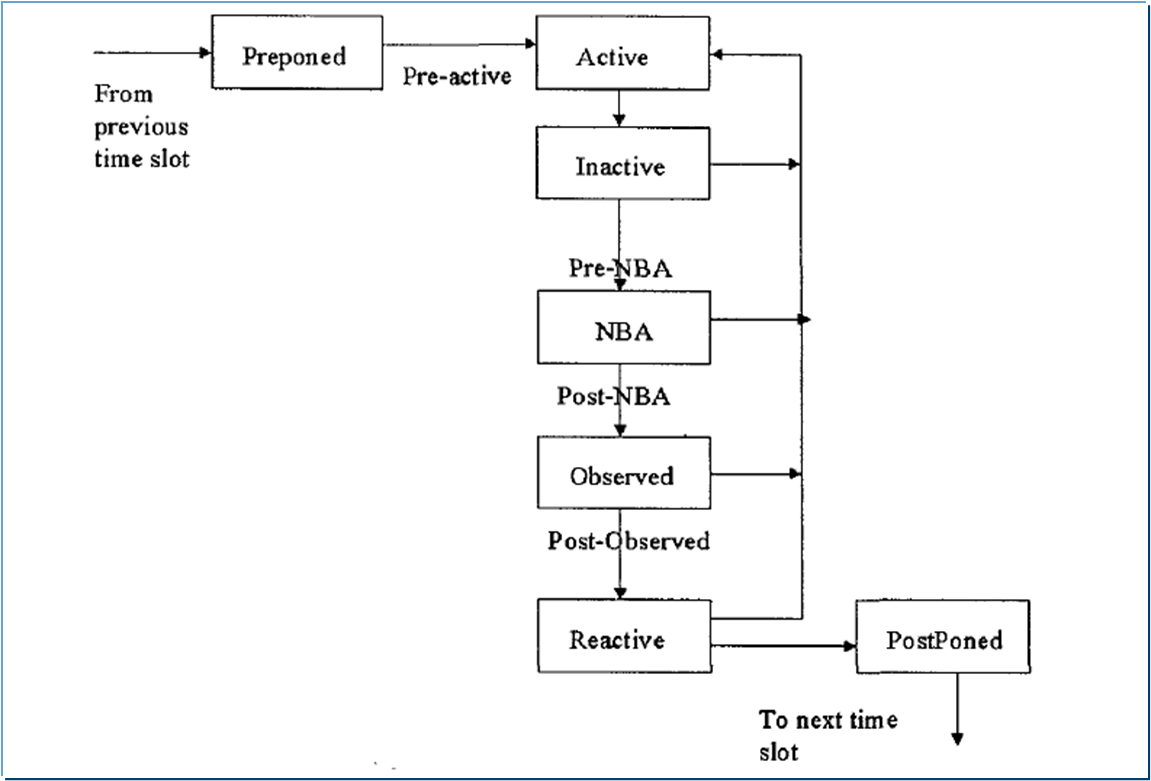 Preponed
Pre-active
Active
From
previous
time slot
Inactive
Pre-NBA
NBA
Post-NBA
Observed
Post-Observed
Reactive
PostPoned
To next time
slot